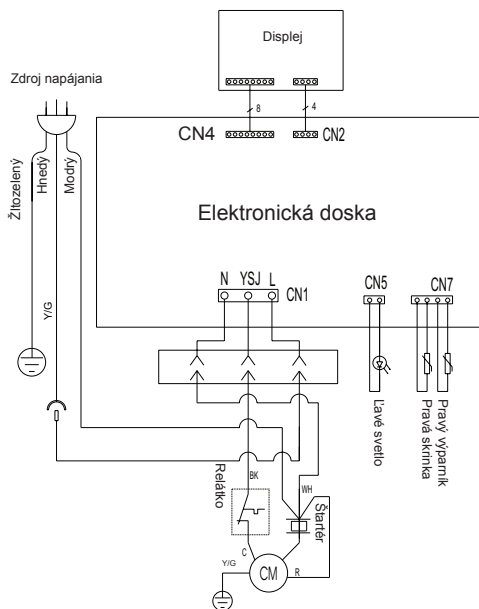 Displej
Zdroj napájania
8
4
CN4
CN2
Žltozelený
Hnedý
Modrý
Elektronická doska
N YSJ L
CN1
CN5
CN7
Y/G
Ľavé svetlo
Pravá skrinka
Pravý výparník
Relátko
BK
WH
Štartér
C
Y/G
CM
R